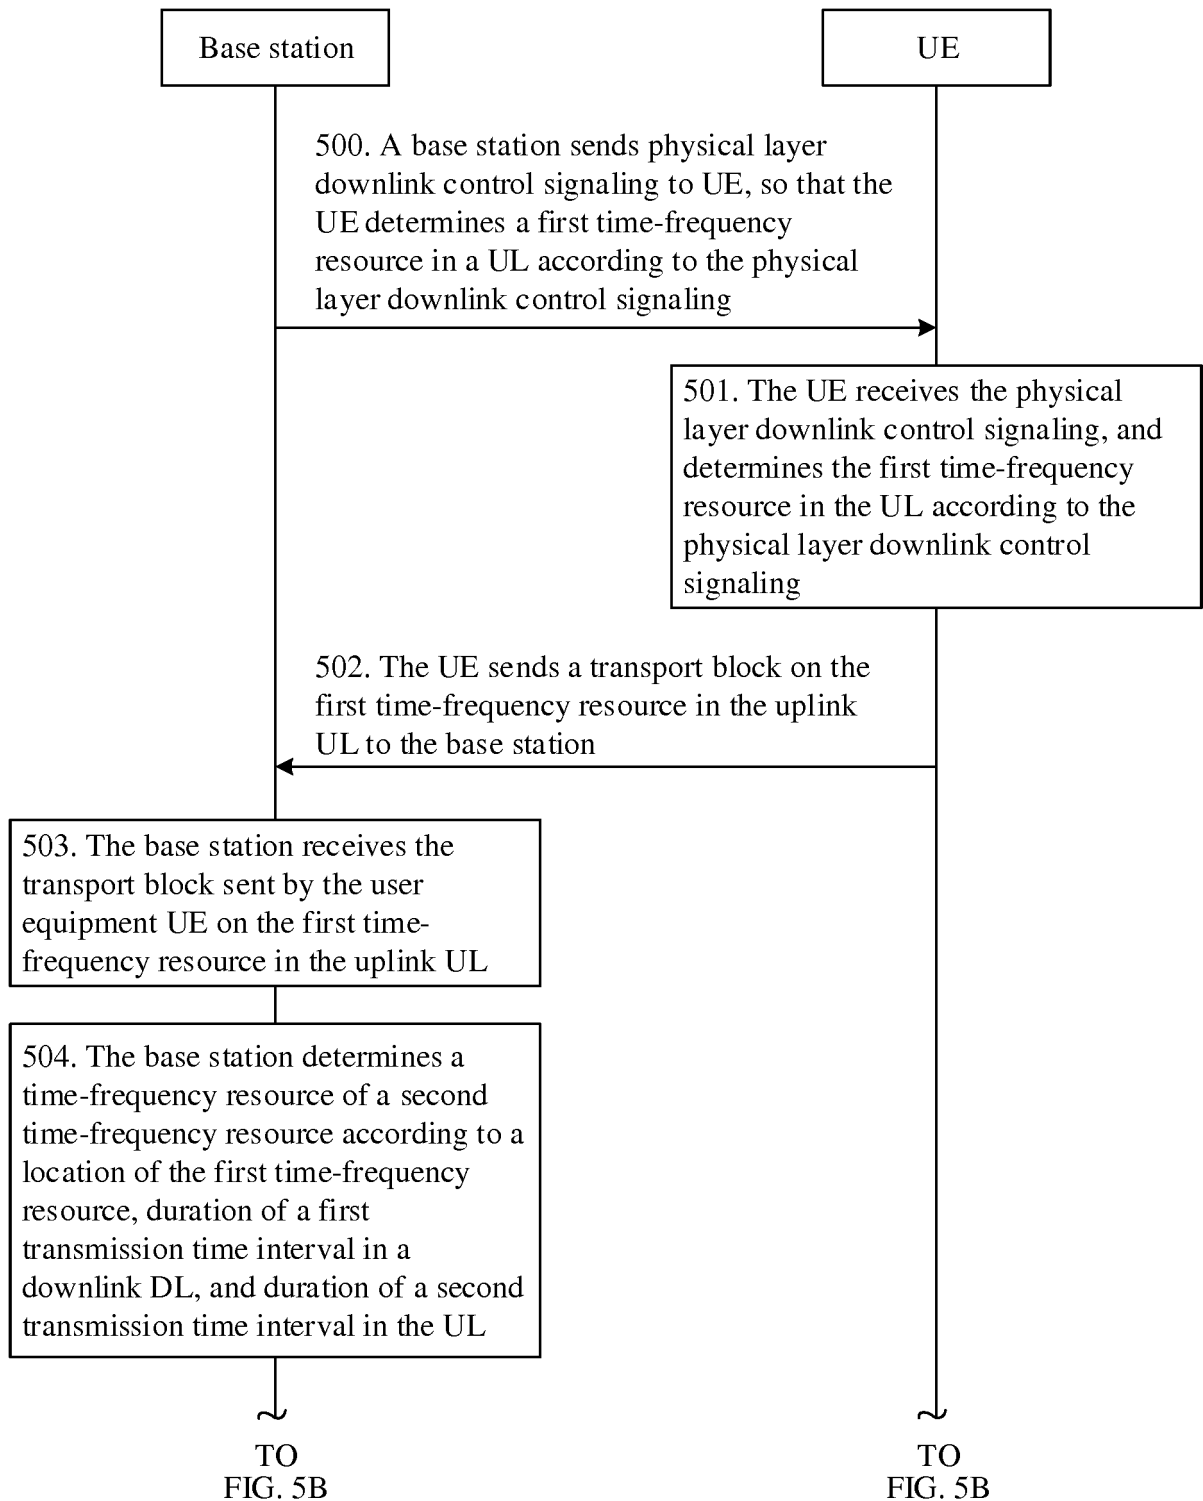 Base station
UE
500. A base station sends physical layer
downlink control signaling to UE, so that the
UE determines a first time-frequency
resource in a UL according to the physical
layer downlink control signaling
501. The UE receives the physical
layer downlink control signaling, and
determines the first time-frequency
resource in the UL according to the
physical layer downlink control
signaling
502. The UE sends a transport block on the
first time-frequency resource in the uplink
UL to the base station
503. The base station receives the
transport block sent by the user
equipment UE on the first time-
frequency resource in the uplink UL
504. The base station determines a
time-frequency resource of a second
time-frequency resource according to a
location of the first time-frequency
resource, duration of a first
transmission time interval in a
downlink DL, and duration of a second
transmission time interval in the UL
TO
FIG. 5B
TO
FIG. 5B